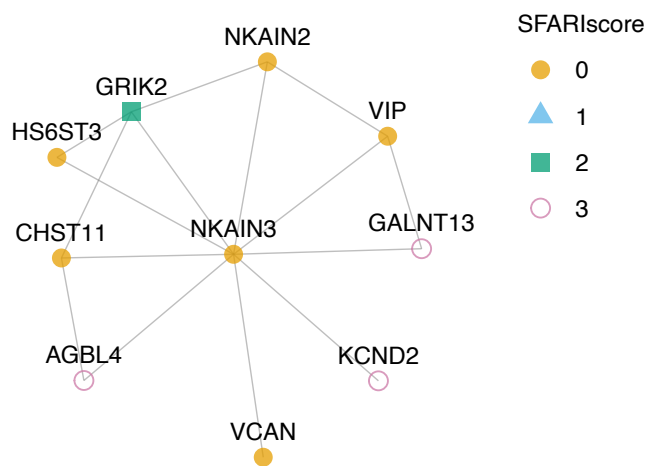 NKAIN2
GRIK2
VIP
HS6ST3
CHST11
NKAIN3
GALNT13
AGBL4
KCND2
VCAN
SFARIscore
0
1
2
3